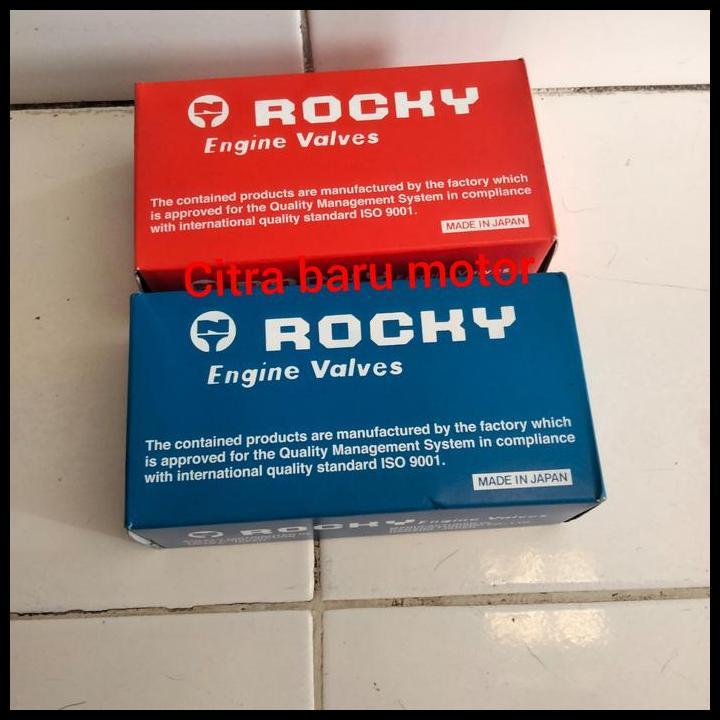 ROCKY
Engine Valves
The contained products are manufactured by the factory which
is approved for the Quality Management System in compliance
with international quality standard ISO 9001.
MADE IN JAPAN
Citra baru motor
ROCKY
Engine Valves
The contained products are manufactured by the factory which
is approved for the Quality Management System in compliance
with international quality standard ISO 9001.
MADE IN JAPAN
ROCKY Engine Valves